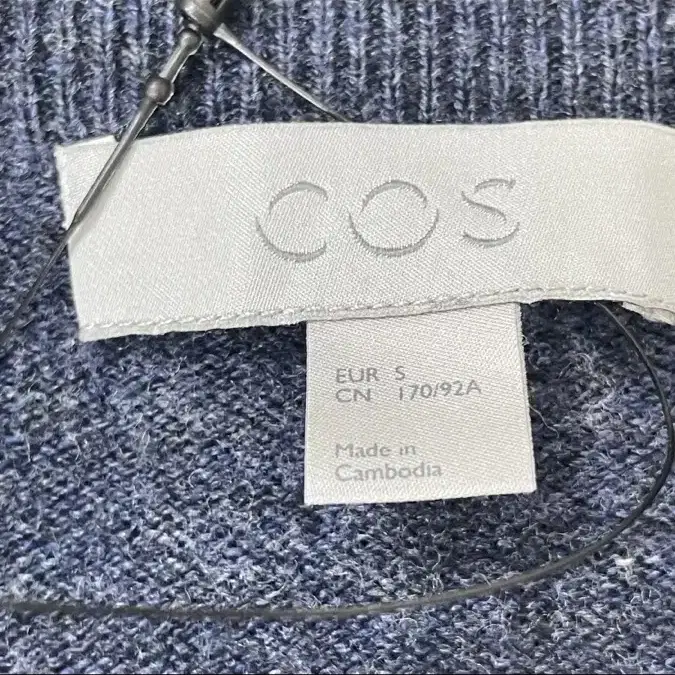 COS
EUR S
CN 170/92A
Made in
Cambodia